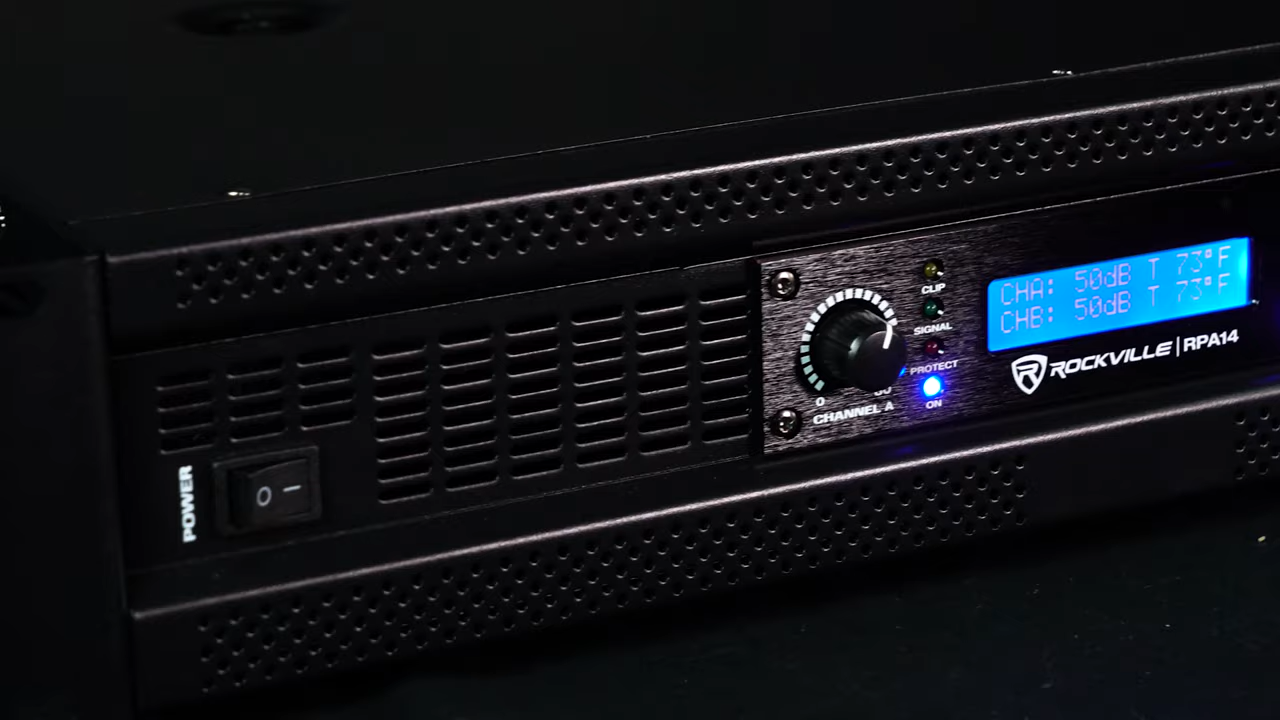 CHA: 50dB T 73°F
CHB: 50dB T 73°F
CLIP
SIGNAL
PROTECT
ON
0
CHANNEL A
R ROCKVILLE | RPA14
POWER
O —